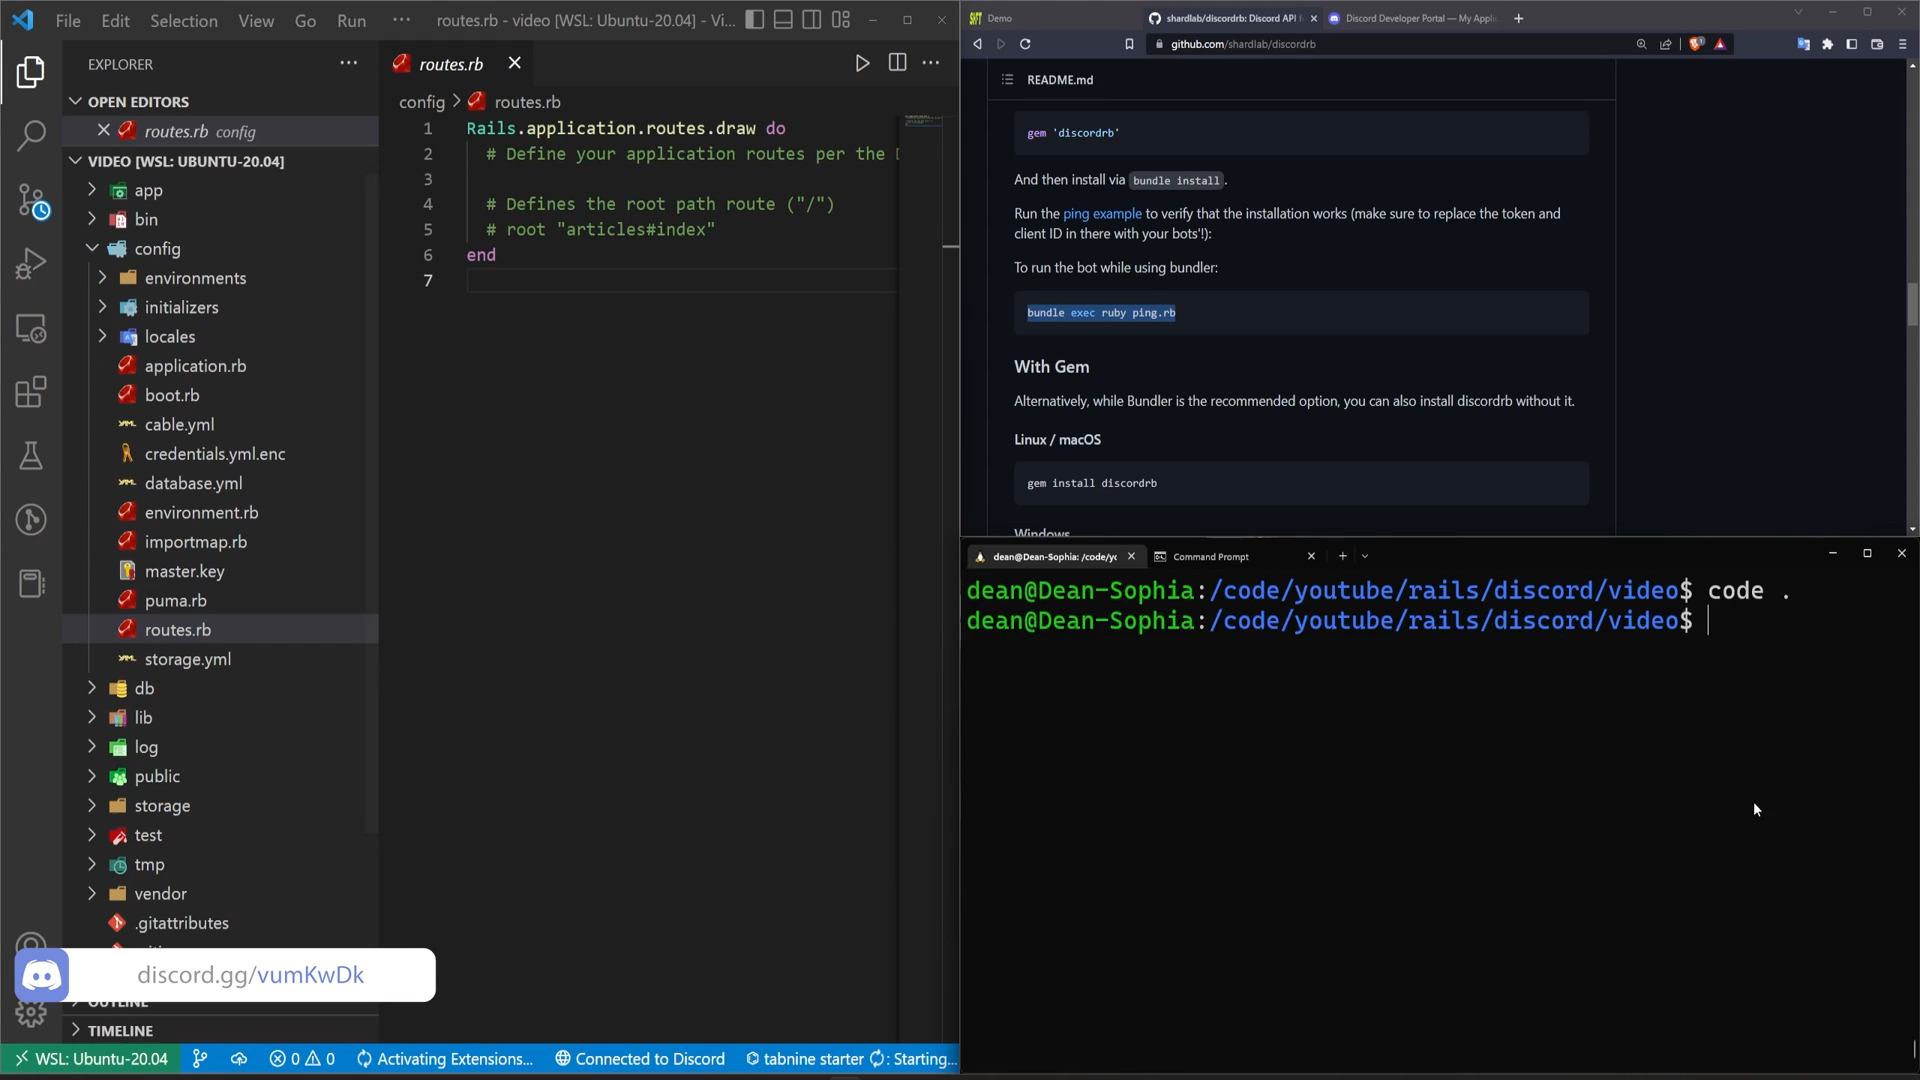 File Edit Selection View Go Run ··· routes.rb - video [WSL: Ubuntu-20.04] - Vi...
EXPLORER
OPEN EDITORS
routes.rb config
VIDEO [WSL: UBUNTU-20.04]
app
bin
config
environments
initializers
locales
application.rb
boot.rb
cable.yml
credentials.yml.enc
database.yml
environment.rb
importmap.rb
master.key
puma.rb
routes.rb
storage.yml
db
lib
log
public
storage
test
tmp
vendor
.gitattributes
discord.gg/vumKwDk
OUTLINE
TIMELINE
routes.rb
config > routes.rb
1 Rails.application.routes.draw do
2 # Define your application routes per the
3
4 # Defines the root path route ("/")
5 # root "articles#index"
6 end
7
WSL: Ubuntu-20.04 0 0 Activating Extensions... Connected to Discord tabnine starter : Starting...
Demo shardlab/discordrb: Discord API Discord Developer Portal — My Applic
github.com/shardlab/discordrb
README.md
gem 'discordrb'
And then install via bundle install.
Run the ping example to verify that the installation works (make sure to replace the token and
client ID in there with your bots'!):
To run the bot while using bundler:
bundle exec ruby ping.rb
With Gem
Alternatively, while Bundler is the recommended option, you can also install discordrb without it.
Linux / macOS
gem install discordrb
Windows
dean@Dean-Sophia: /code/yo Command Prompt
dean@Dean-Sophia:/code/youtube/rails/discord/video$ code .
dean@Dean-Sophia:/code/youtube/rails/discord/video$